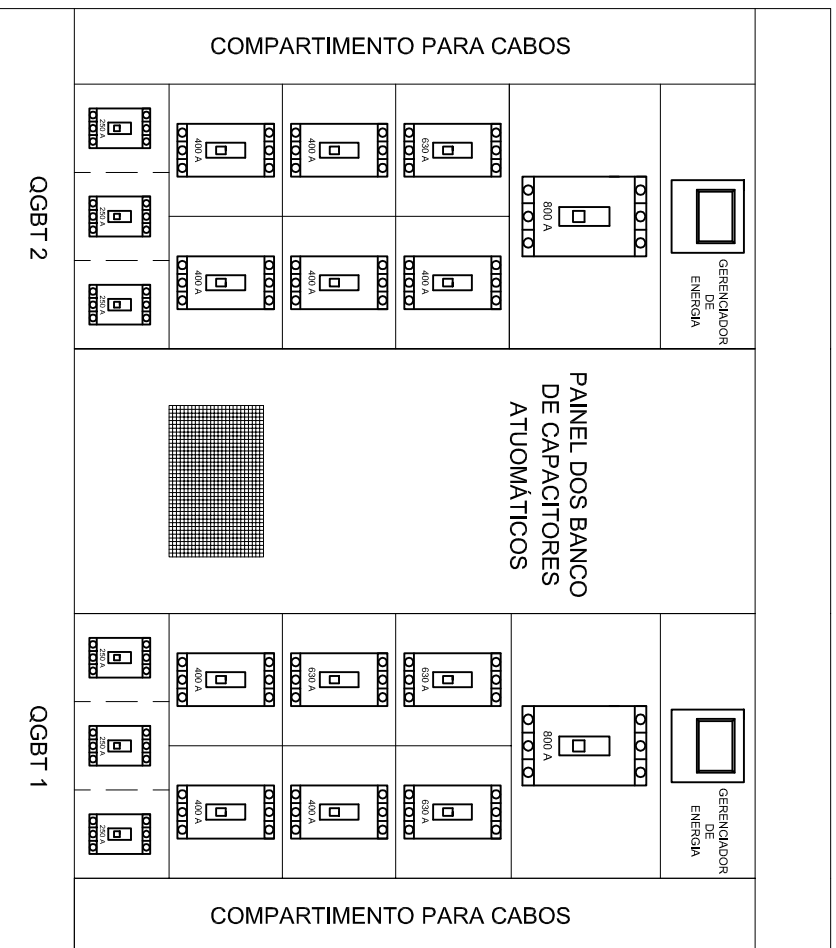 COMPARTIMENTO PARA CABOS
QGBT 2
250 A
250 A
250 A
400 A
400 A
400 A
400 A
630 A
400 A
800 A
GERENCIADOR
DE
ENERGIA
PAINEL DOS BANCO
DE CAPACITORES
ATUOMÁTICOS
QGBT 1
250 A
250 A
250 A
400 A
400 A
630 A
400 A
630 A
630 A
800 A
GERENCIADOR
DE
ENERGIA
COMPARTIMENTO PARA CABOS